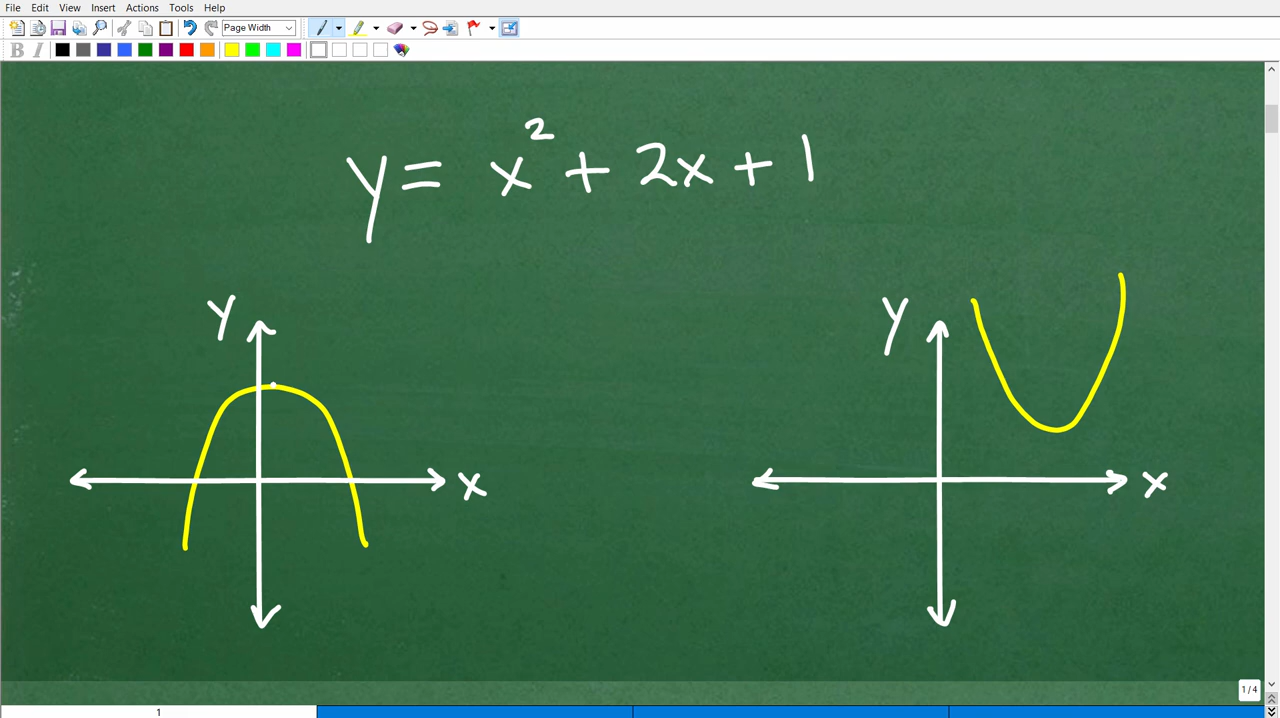 File Edit View Insert Actions Tools Help
Page Width
B I
y = x² + 2x + 1
y y
x x
1 / 4
1